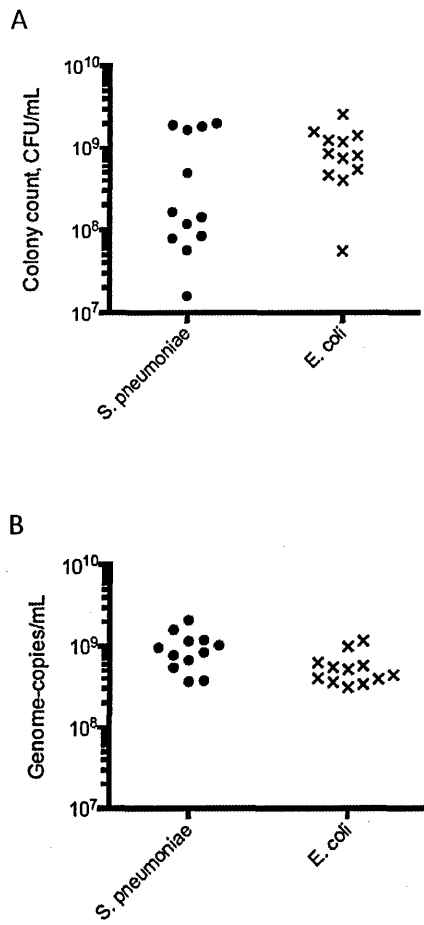 A
10^10
10^9
10^8
10^7
Colony count, CFU/mL
S. pneumoniae
E. coli
B
10^10
10^9
10^8
10^7
Genome-copies/mL
S. pneumoniae
E. coli